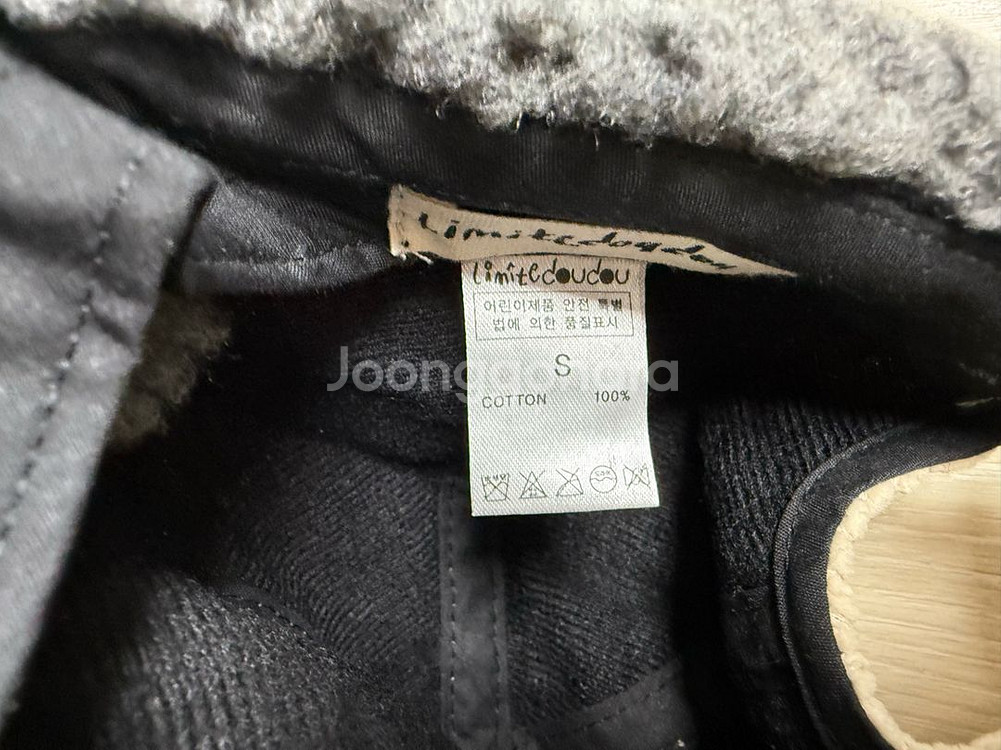 Limitedoudou
limitedoudou
어린이제품 안전 특별
법에 의한 품질표시
S
Joonggonara
COTTON 100%